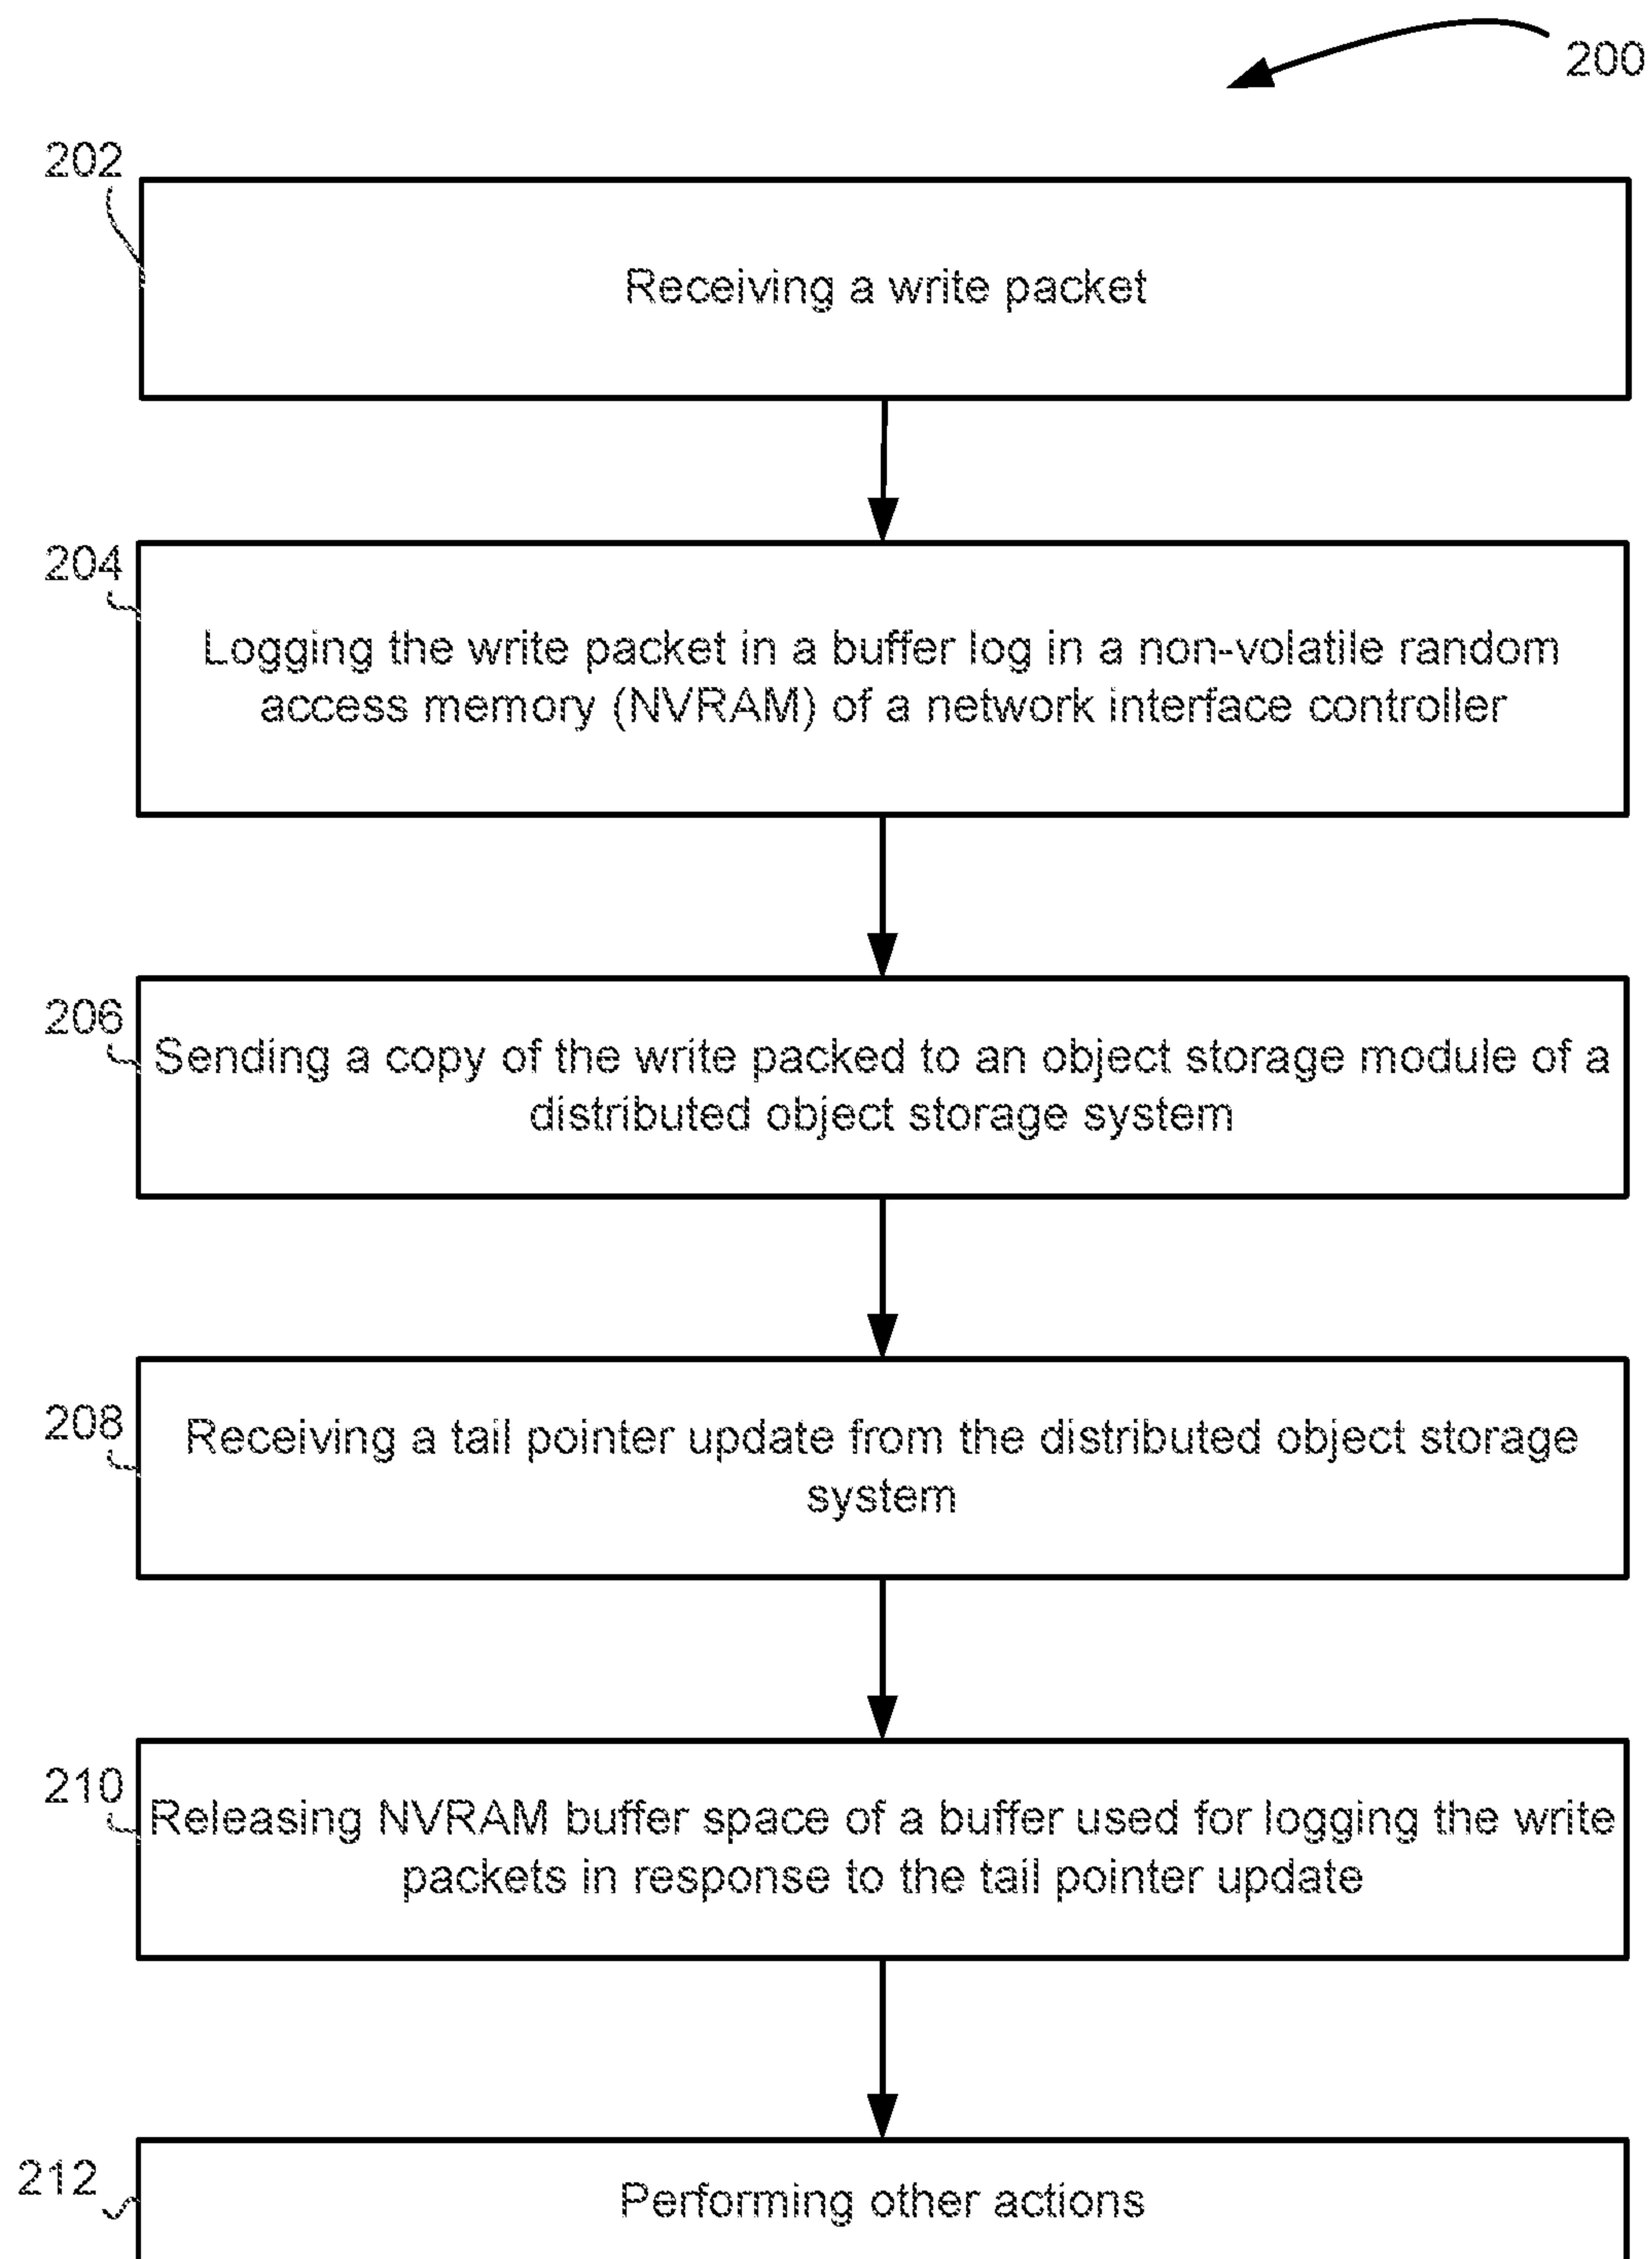 200
202
Receiving a write packet
204
Logging the write packet in a buffer log in a non-volatile random
access memory (NVRAM) of a network interface controller
206
Sending a copy of the write packed to an object storage module of a
distributed object storage system
208
Receiving a tail pointer update from the distributed object storage
system
210
Releasing NVRAM buffer space of a buffer used for logging the write
packets in response to the tail pointer update
212
Performing other actions